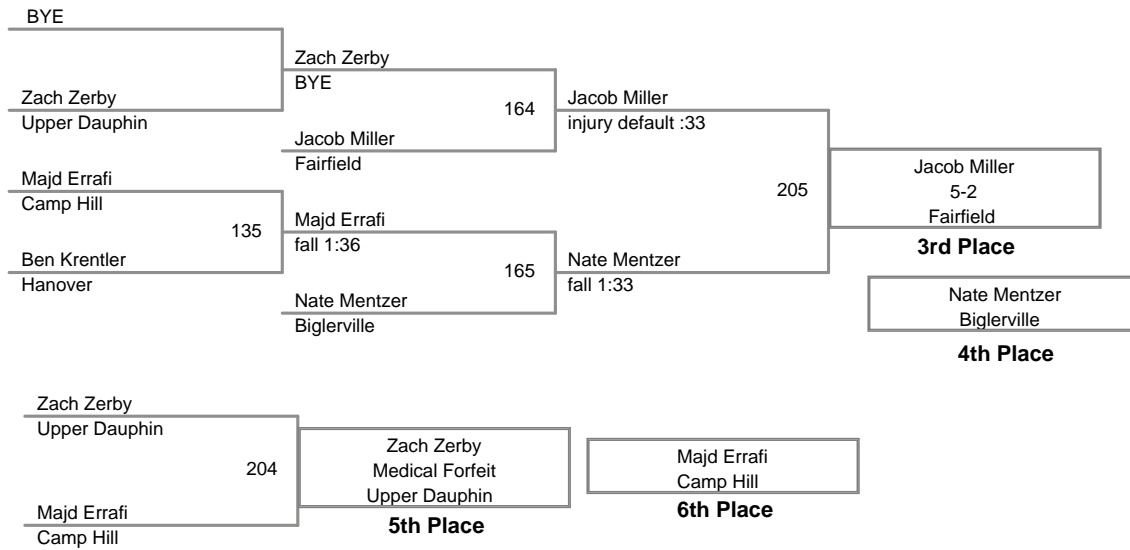 BYE
Zach Zerby
Upper Dauphin
Majd Errafi
Camp Hill
135
Ben Krentler
Hanover
Zach Zerby
BYE
164
Jacob Miller
Fairfield
Majd Errafi
fall 1:36
165
Nate Mentzer
Biglerville
Jacob Miller
injury default :33
205
Nate Mentzer
fall 1:33
Jacob Miller
5-2
Fairfield
3rd Place
Nate Mentzer
Biglerville
4th Place
Zach Zerby
Upper Dauphin
204
Majd Errafi
Camp Hill
Zach Zerby
Medical Forfeit
Upper Dauphin
5th Place
Majd Errafi
Camp Hill
6th Place